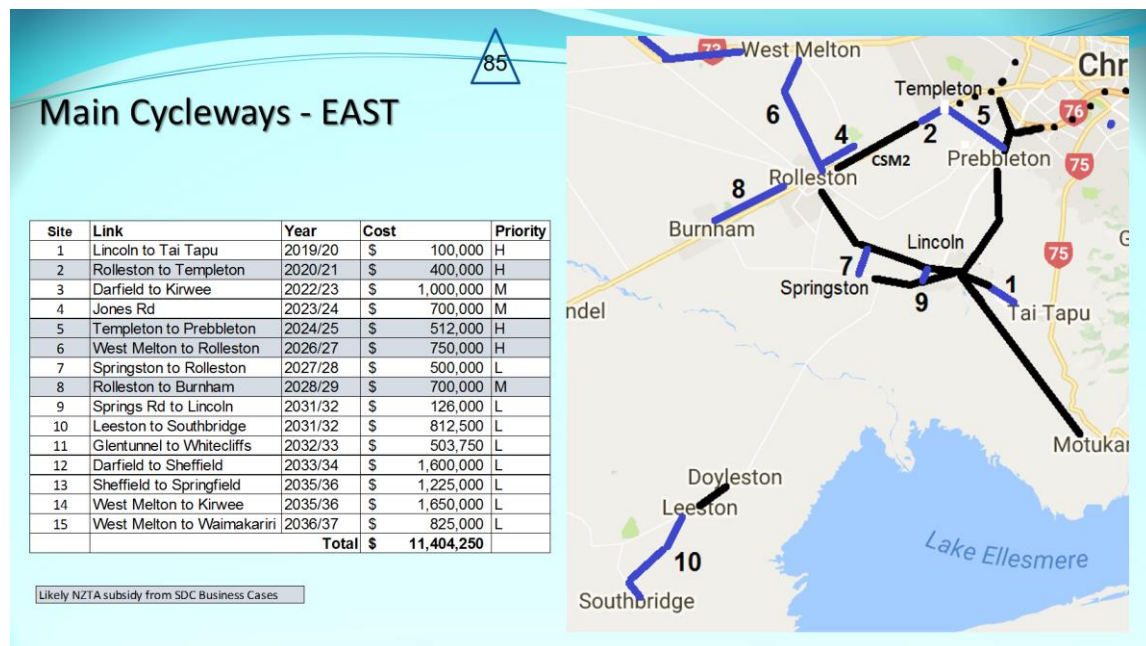 85
Main Cycleways - EAST
Site Link Year Cost Priority
1 Lincoln to Tai Tapu 2019/20 $ 100,000 H
2 Rolleston to Templeton 2020/21 $ 400,000 H
3 Darfield to Kirwee 2022/23 $ 1,000,000 M
4 Jones Rd 2023/24 $ 700,000 M
5 Templeton to Prebbleton 2024/25 $ 512,000 H
6 West Melton to Rolleston 2026/27 $ 750,000 H
7 Springston to Rolleston 2027/28 $ 500,000 L
8 Rolleston to Burnham 2028/29 $ 700,000 M
9 Springs Rd to Lincoln 2031/32 $ 126,000 L
10 Leeston to Southbridge 2031/32 $ 812,500 L
11 Glentunnel to Whitecliffs 2032/33 $ 503,750 L
12 Darfield to Sheffield 2033/34 $ 1,600,000 L
13 Sheffield to Springfield 2035/36 $ 1,225,000 L
14 West Melton to Kirwee 2035/36 $ 1,650,000 L
15 West Melton to Waimakariri 2036/37 $ 825,000 L
Total $ 11,404,250
Likely NZTA subsidy from SDC Business Cases
73 West Melton
Chr
Templeton
6
5
76
4
2
CSM2
Prebbleton
75
Rolleston
8
Burnham
Lincoln
75
G
7
Springston
9
1
ndel
Tai Tapu
Motukar
Doyleston
Leeston
Lake Ellesmere
10
Southbridge